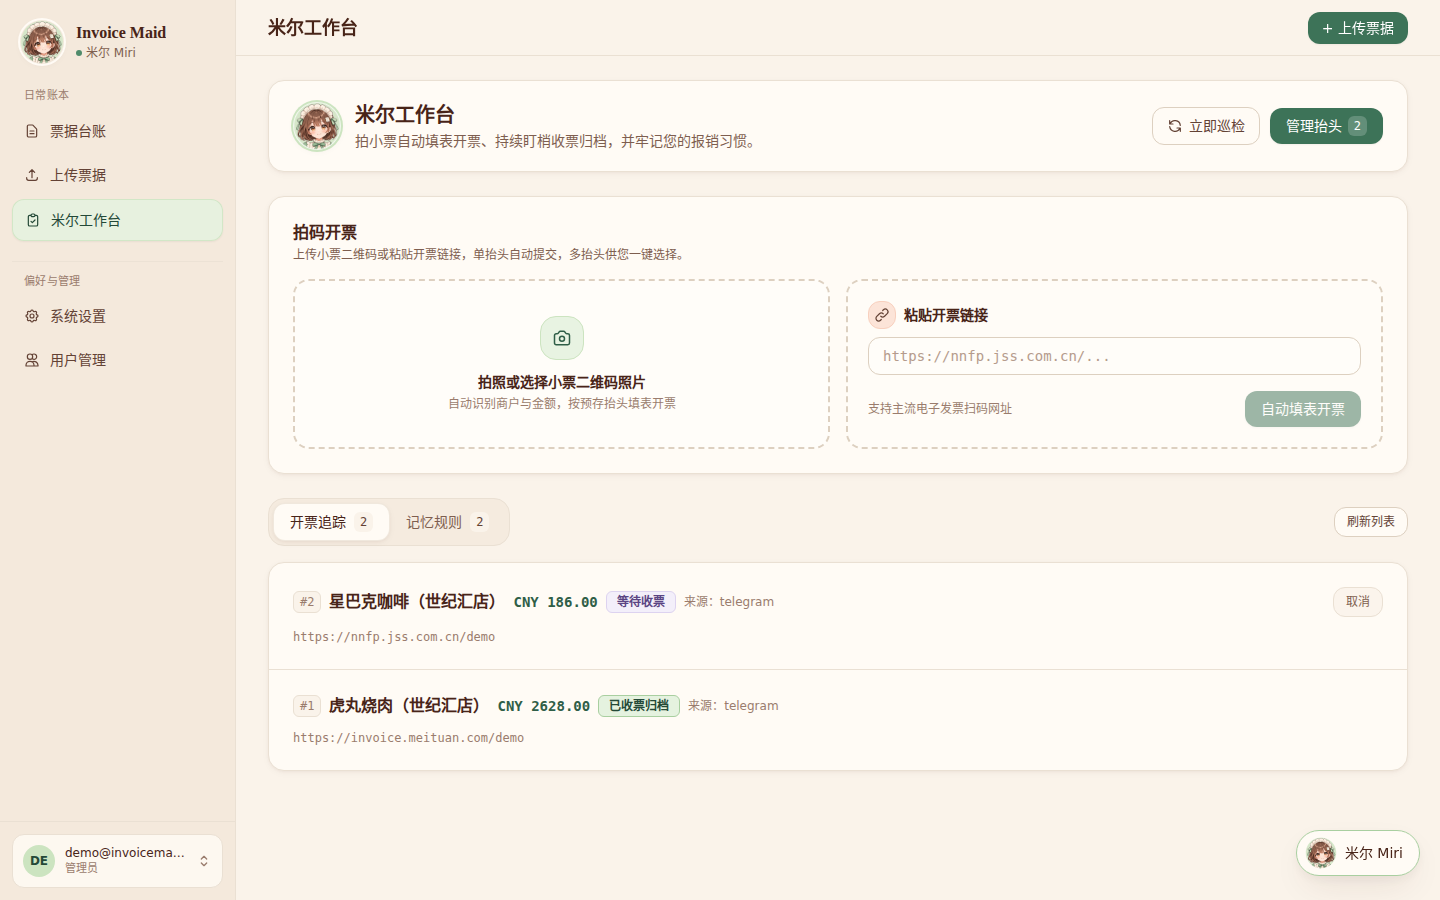 Invoice Maid
米尔 Miri
日常账本
票据台账
上传票据
米尔工作台
偏好与管理
系统设置
用户管理
DE
demo@invoicema...
管理员
米尔工作台
+ 上传票据
米尔工作台
拍小票自动填表开票、持续盯梢收票归档，并牢记您的报销习惯。
立即巡检
管理抬头 2
拍码开票
上传小票二维码或粘贴开票链接，单抬头自动提交，多抬头供您一键选择。
拍照或选择小票二维码照片
自动识别商户与金额，按预存抬头填表开票
粘贴开票链接
https://nnfp.jss.com.cn/...
支持主流电子发票扫码网址
自动填表开票
开票追踪 2
记忆规则 2
刷新列表
#2 星巴克咖啡（世纪汇店） CNY 186.00 等待收票 来源：telegram
取消
https://nnfp.jss.com.cn/demo
#1 虎丸烧肉（世纪汇店） CNY 2628.00 已收票归档 来源：telegram
https://invoice.meituan.com/demo
米尔 Miri